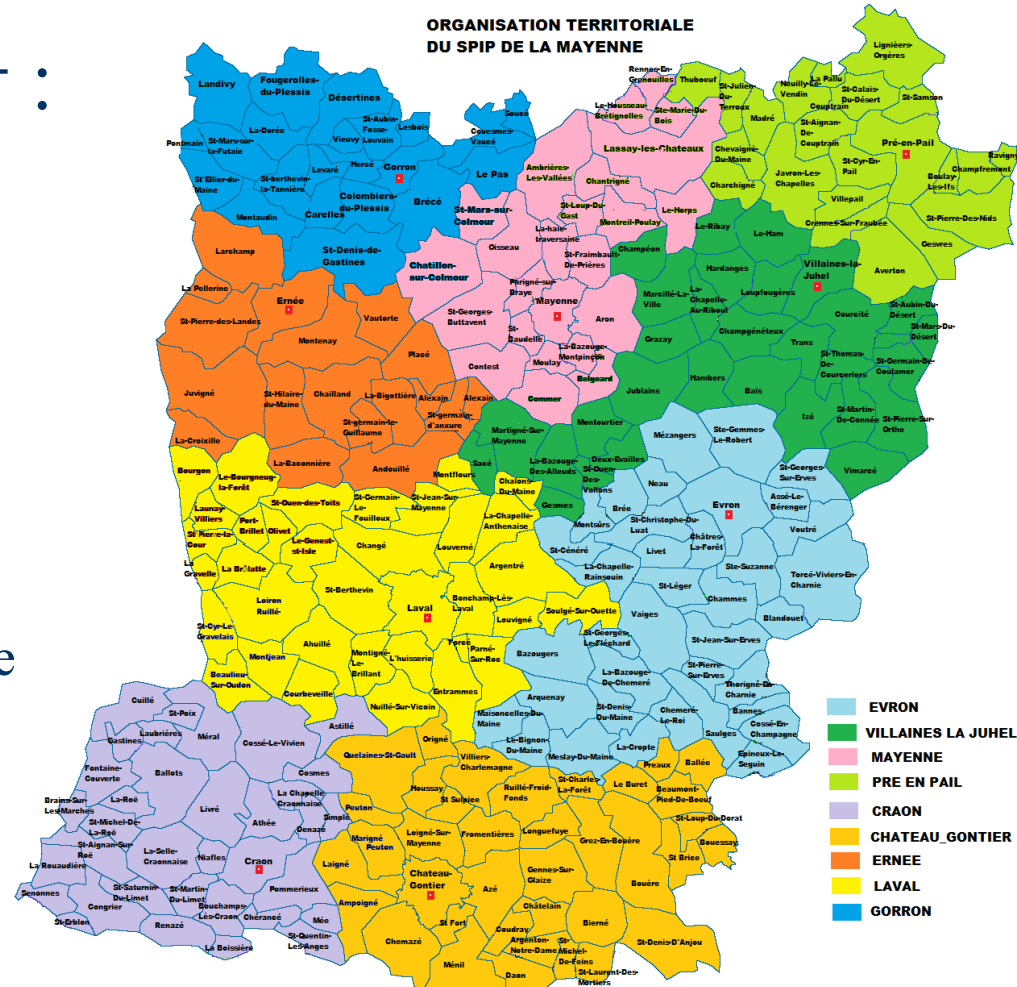 ORGANISATION TERRITORIALE
DU SPIP DE LA MAYENNE
Landivy
Fougerolles-
du-Plessis
Désertines
St-Aubin-
Fosse-
Louvain
Lesbois
Soucé
Couesmes-
Vaucé
La-Dorée
Vieuvy
Pontmain
St-Mars-sur-
la-Futaie
Hercé
Gorron
Levaré
Le Pas
St'Ellier-du-
Maine
St-berthevin-
la-Tannière
Colombiers-
du-Plessis
Brécé
Montaudin
Carelles
St-Denis-de-
Gastines
Rennes-En-
Grenouilles
Thuboeuf
St-Julien-
Du-
Terroux
Le-Housseau-
Brétignolles
Ste-Marie-Du-
Bois
Lassay-les-Chateaux
Ambrières-
Les-Vallées
Chantrigné
St-Loup-Du-
Gast
Montreuil-Poulay
Le-Horps
St-Mars-sur-
Colmour
La-haie-
traversaine
Oisseau
St-Fraimbault-
De-Prières
Chatillon-
sur-Colmour
Parigné-sur-
Braye
Mayenne
St-Georges-
Buttavent
St-
Baudelle
Aron
La-Bazouge-
Montpinçon
Moulay
Contest
Belgeard
Commer
Lignièrs-
Orgères
Neuilly-Le-
Vendin
La Pallu
Couptrain
St-Calais-
Du-Désert
St-Samson
Madré
St-Aignan-
De-
Couptrain
Pré-en-Pail
Ravigny
Chevaigné-
Du-Maine
St-Cyr-En-
Pail
Champfremont
Boulay-
Les-Ifs
Javron-Les-
Chapelles
Charchigné
Villepail
Crennes-Sur-Fraubée
St-Pierre-Des-Nids
Gesvres
Averton
Le-Ribay
Le-Ham
Champéon
Hardanges
Villaines-la-
Juhel
Marcillé-La-
Ville
La-
Chapelle-
Au-Riboul
Loupfougères
Courcité
St-Aubin-Du-
Désert
St-Mars-Du-
Désert
Grazay
Champgénéteux
Trans
St-Thomas-
De-
Courceriers
St-Germain-De-
Coulamer
Jublains
Hambers
Bais
Izé
St-Martin-
De-Connée
St-Pierre-Sur-
Orthe
Vimarcé
Martigné-Sur-
Mayenne
Montourtier
Sacé
La-Bazouge-
Des-Alleuds
Deux-Evailles
St-Ouen-
Des-
Vallons
Gesmes
Larchamp
La Pellerine
Ernée
St-Pierre-des-Landes
Vautorte
Montenay
Placé
Juvigné
St-Hilaire-
du-Maine
Chailland
La-Bigottière
Alexain
Alexain
St-germain-le-
Guillaume
St-germain-
d'anxure
La-Croixille
La-Baconnière
Andouillé
Montflours
Bourgon
Le-Bourgneug-
la-Forêt
Launay-
Villiers
St-Ouen-des-Toits
St-Germain-
Le-
Fouilloux
St-Jean-Sur-
Mayenne
Chalons-
Du-Maine
La-Chapelle-
Anthenaise
St Pierre-la-
Cour
Port-
Brillet
Olivet
Le-Genest-
st-Isle
Changé
Louverné
La
Gravelle
La Brûlatte
Argentré
Loiron
Ruillé-
St-Berthevin
Laval
Bonchamp-Lès-
Laval
Louvigné
Soulgé-Sur-Ouette
St-Cyr-Le-
Gravelais
Ahuillé
Montjean
Montigné-
Le-
Brillant
L'huisserie
Forcé
Parné-
Sur-Roc
Beaulieu-
Sur-Oudon
Courbeveille
Nuillé-Sur-Vicoin
Entrammes
Mézangers
Ste-Gemmes-
Le-Robert
St-Georges-
Sur-Erves
Neau
Assé-Le-
Bérenger
Brée
Evron
Montsûrs
St-Christophe-Du-
Luat
Voutré
Châtres-
La-Forêt
St-Cénéré
Livet
Ste-Suzanne
La-Chapelle-
Rainsouin
Torcé-Viviers-En-
Charnie
St-Léger
Chammes
Vaiges
Blandouet
St-Georges-
Le-Fléchard
St-Jean-Sur-Erves
Bazougers
St-Pierre-
Sur-Erves
La-Bazouge-
De-Chemeré
Thorigné-En-
Charnie
Arquenay
St-Denis-
Du-Maine
Chemeré-
Le-Roi
Bannes
Cossé-En-
Champagne
Maisoncelles-Du-
Maine
Saulges
Le-Bignon-
Du-Maine
La-Cropte
Epineux-Le-
Seguin
Meslay-Du-Maine
Cuillé
St-Poix
Gastines
Laubrières
Méral
Cossé-Le-Vivien
Astillé
Fontaine-
Couverte
Ballots
Cosmes
Brains-Sur-
Les-Marches
La-Roë
Livré
La Chapelle
Craonnaise
St-Michel-De-
La-Roë
Athée
Denazé
Simplé
St-Aignan-Sur-
Roë
La-Selle-
Craonnaise
Niafles
Craon
La Rouaudière
Senonnes
St-Saturnin-
Du-Limet
St-Martin-
Du-Limet
Pommerieux
Congrier
Bouchamps-
Lès-Craon
Chérancé
Mée
St-Erblon
Renazé
La Boissière
St-Quentin-
Les-Anges
Origné
Quelaines-St-Gault
Villiers-
Charlemagne
Preaux
Ballée
Houssay
St-Charles-
La-Forêt
Le Buret
Beaumont-
Pied-De-Boeuf
Peuton
St Sulpice
Ruillé-Froid-
Fonds
St-Loup-Du-Dorat
Marigné
Peuton
Loigné-Sur-
Mayenne
Fromentières
Longuefuye
Grez-En-Bouère
Bouessay
St Brice
Laigné
Chateau-
Gontier
Gennes-Sur-
Glaize
Azé
Bouère
Ampoigné
Châtelain
St Fort
Coudray
Bierné
Chemazé
Argenton-
Notre-Dame
St-
Michel-
De-Feins
St-Denis-D'Anjou
Ménil
Daon
St-Laurent-Des-
Mortiers
e
EVRON
VILLAINES LA JUHEL
MAYENNE
PRE EN PAIL
CRAON
CHATEAU_GONTIER
ERNEE
LAVAL
GORRON